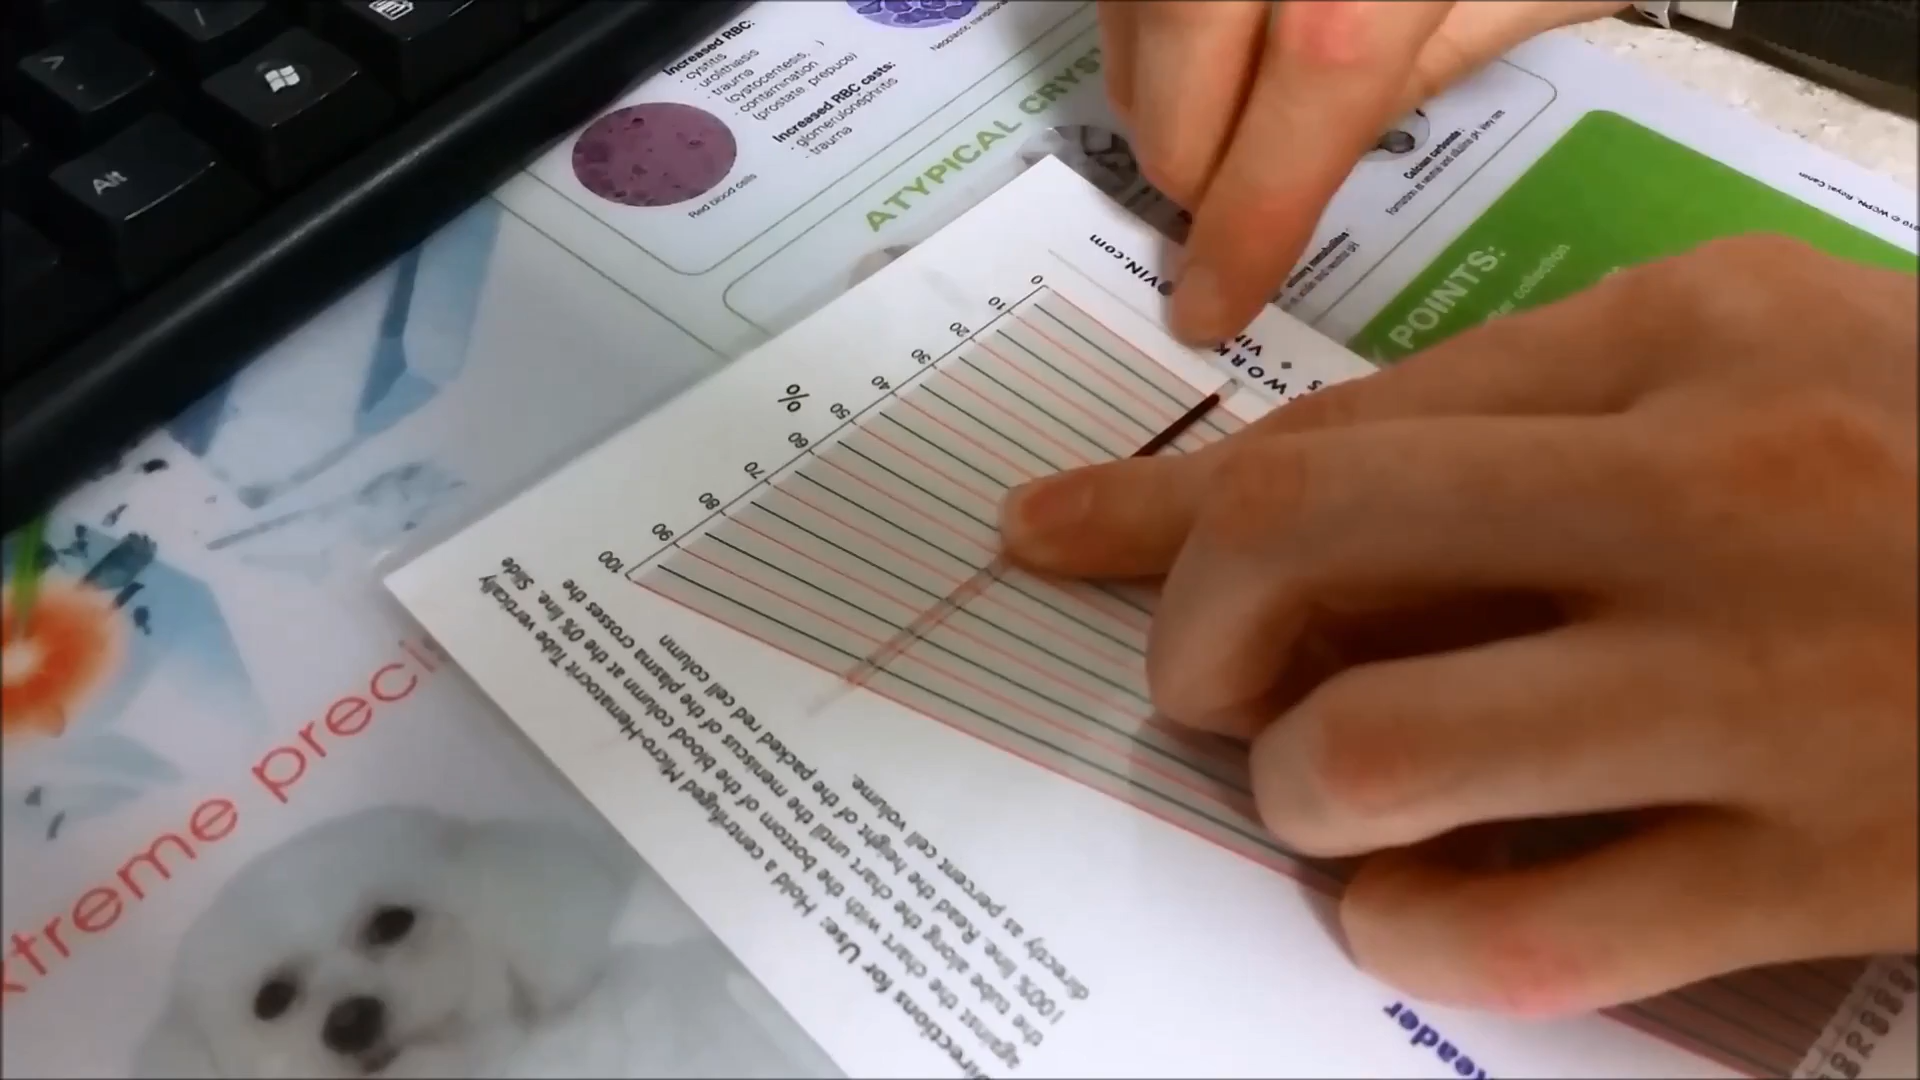 Alt
Increased RBC:
- cystitis
- urolithiasis
- trauma
(cystocentesis, )
contamination
(prostate, prepuce)
Increased RBC casts:
- glomerulonephritis
- trauma
Red blood cells
ATYPICAL CRYST
Calcium carbonate :
POINTS:
collection
Royal Canin
VIN.com
WORK
VIN
0
10
20
30
40
50
60
70
80
90
100
%
Directions for Use: Hold a centrifuged Micro-Hematocrit Tube vertically
against the chart with the bottom of the blood column at the 0% line. Slide
the tube along the chart until the meniscus of the plasma crosses the
100% line. Read the height of the packed red cell column
directly as percent cell volume.
eader
xtreme preci